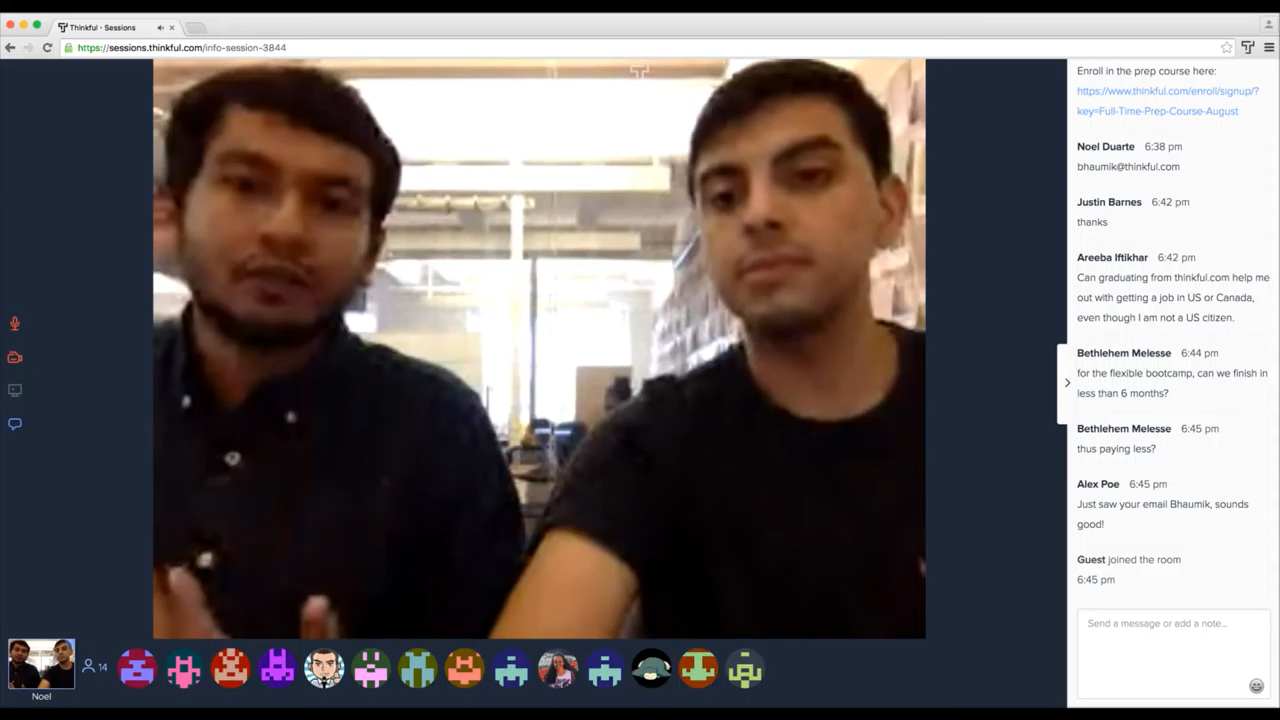 Thinkful - Sessions
https://sessions.thinkful.com/info-session-3844
Enroll in the prep course here:
https://www.thinkful.com/enroll/signup/?
key=Full-Time-Prep-Course-August
Noel Duarte 6:38 pm
bhaumik@thinkful.com
Justin Barnes 6:42 pm
thanks
Areeba Iftikhar 6:42 pm
Can graduating from thinkful.com help me
out with getting a job in US or Canada,
even though I am not a US citizen.
Bethlehem Melesse 6:44 pm
for the flexible bootcamp, can we finish in
less than 6 months?
Bethlehem Melesse 6:45 pm
thus paying less?
Alex Poe 6:45 pm
Just saw your email Bhaumik, sounds
good!
Guest joined the room
6:45 pm
Send a message or add a note...
14
Noel